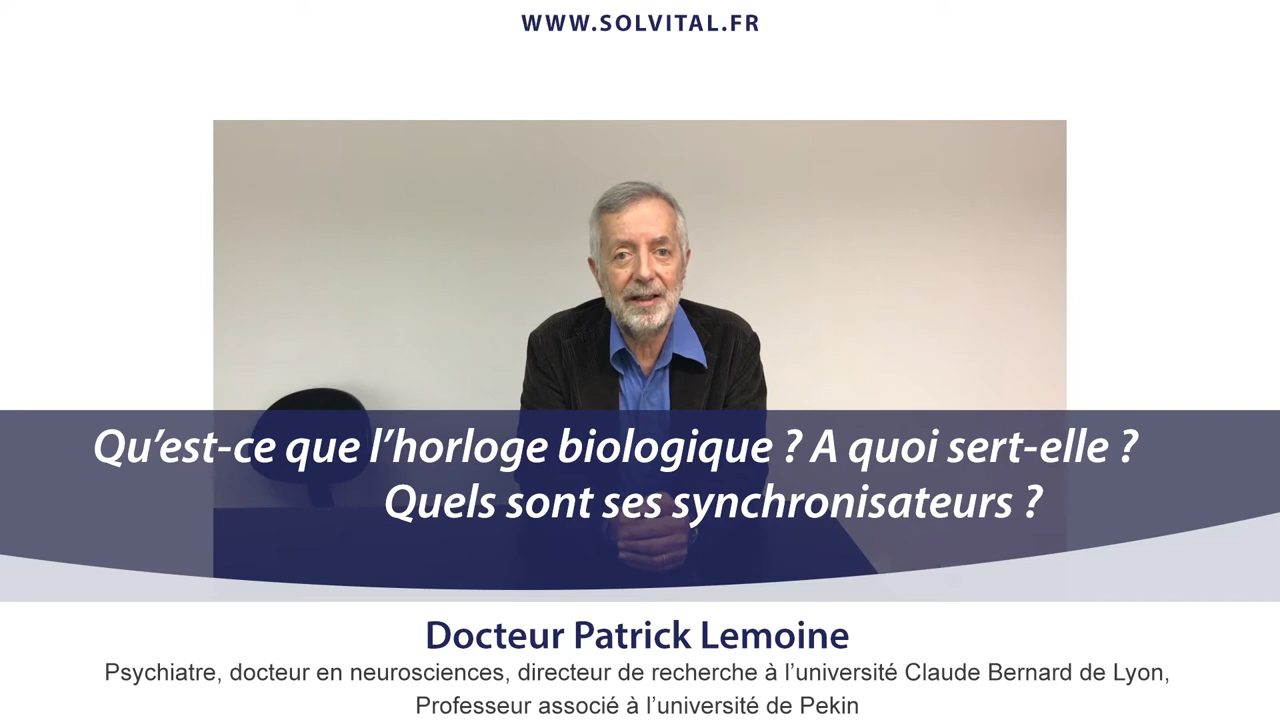 WWW.SOLVITAL.FR
Qu’est-ce que l’horloge biologique ? A quoi sert-elle ?
Quels sont ses synchronisateurs ?
Docteur Patrick Lemoine
Psychiatre, docteur en neurosciences, directeur de recherche à l’université Claude Bernard de Lyon,
Professeur associé à l’université de Pekin